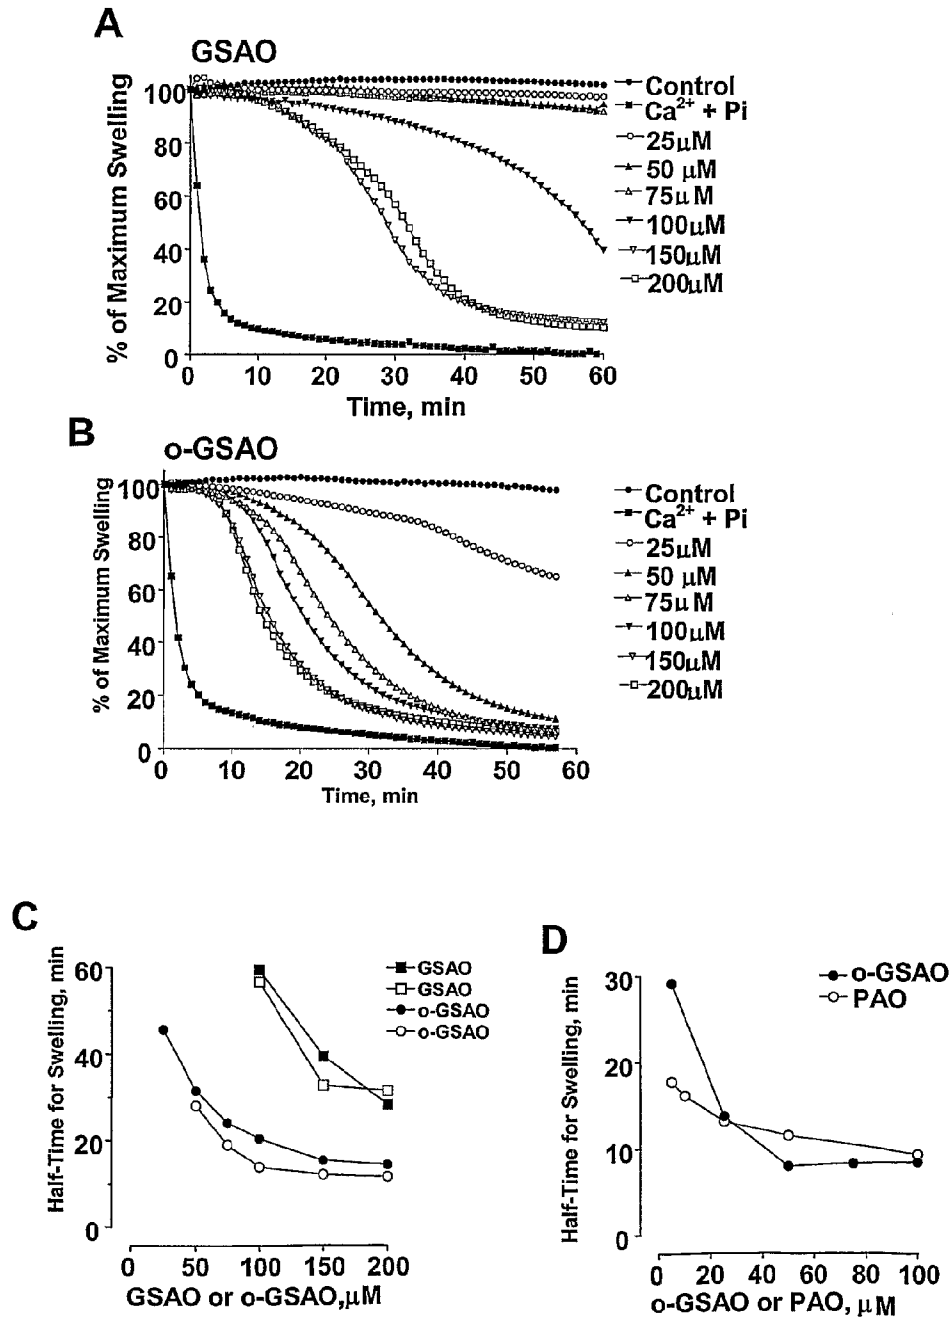 A
GSAO
% of Maximum Swelling
100
80
60
40
20
0
0 10 20 30 40 50 60
Time, min
Control
Ca²⁺ + Pi
25µM
50 µM
75µM
100µM
150µM
200µM
B
o-GSAO
% of Maximum Swelling
100
80
60
40
20
0
0 10 20 30 40 50 60
Time, min
Control
Ca²⁺ + Pi
25µM
50 µM
75µM
100µM
150µM
200µM
C
Half-Time for Swelling, min
60
40
20
0
0 50 100 150 200
GSAO or o-GSAO,µM
GSAO
GSAO
o-GSAO
o-GSAO
D
Half-Time for Swelling, min
30
20
10
0
0 20 40 60 80 100
o-GSAO or PAO, µM
o-GSAO
PAO